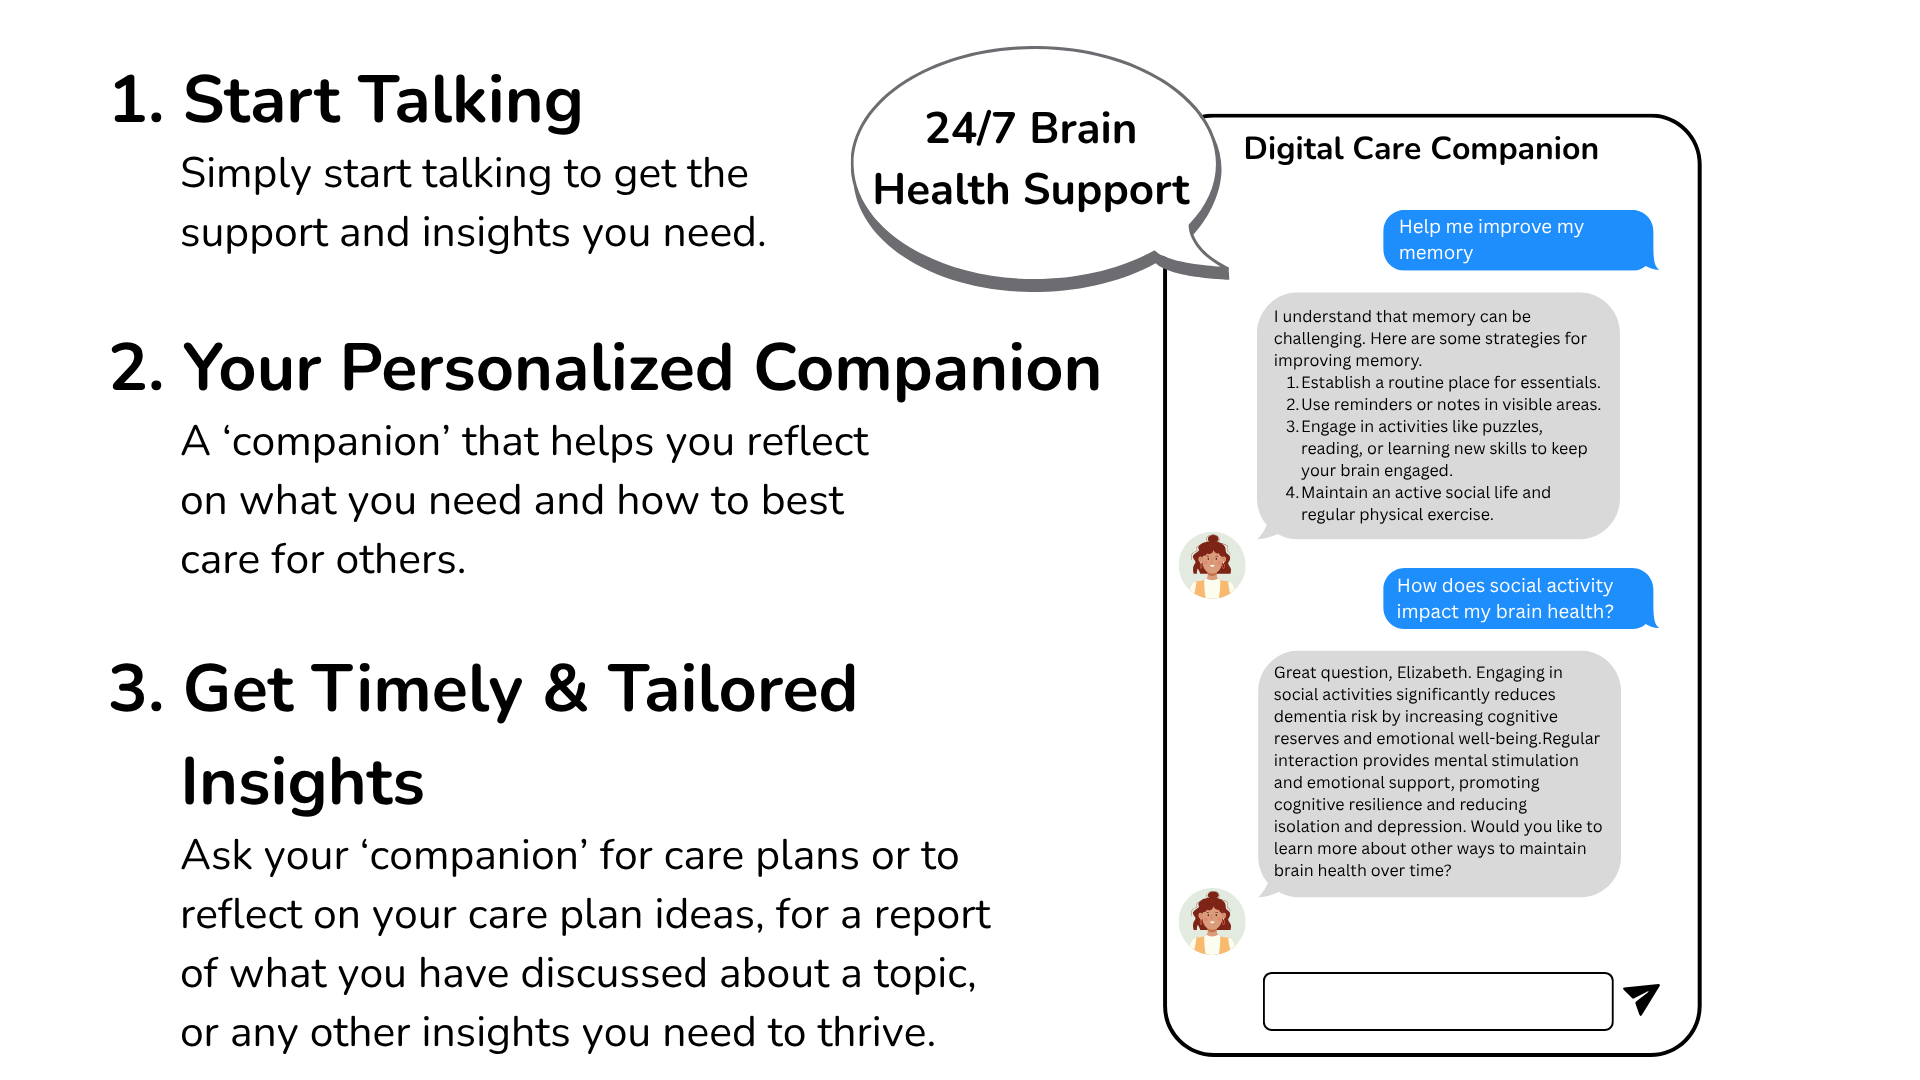 1. Start Talking
Simply start talking to get the
support and insights you need.
2. Your Personalized Companion
A ‘companion’ that helps you reflect
on what you need and how to best
care for others.
3. Get Timely & Tailored
Insights
Ask your ‘companion’ for care plans or to
reflect on your care plan ideas, for a report
of what you have discussed about a topic,
or any other insights you need to thrive.
24/7 Brain
Health Support
Digital Care Companion
Help me improve my
memory
I understand that memory can be
challenging. Here are some strategies for
improving memory.
1. Establish a routine place for essentials.
2. Use reminders or notes in visible areas.
3. Engage in activities like puzzles,
reading, or learning new skills to keep
your brain engaged.
4. Maintain an active social life and
regular physical exercise.
How does social activity
impact my brain health?
Great question, Elizabeth. Engaging in
social activities significantly reduces
dementia risk by increasing cognitive
reserves and emotional well-being.Regular
interaction provides mental stimulation
and emotional support, promoting
cognitive resilience and reducing
isolation and depression. Would you like to
learn more about other ways to maintain
brain health over time?